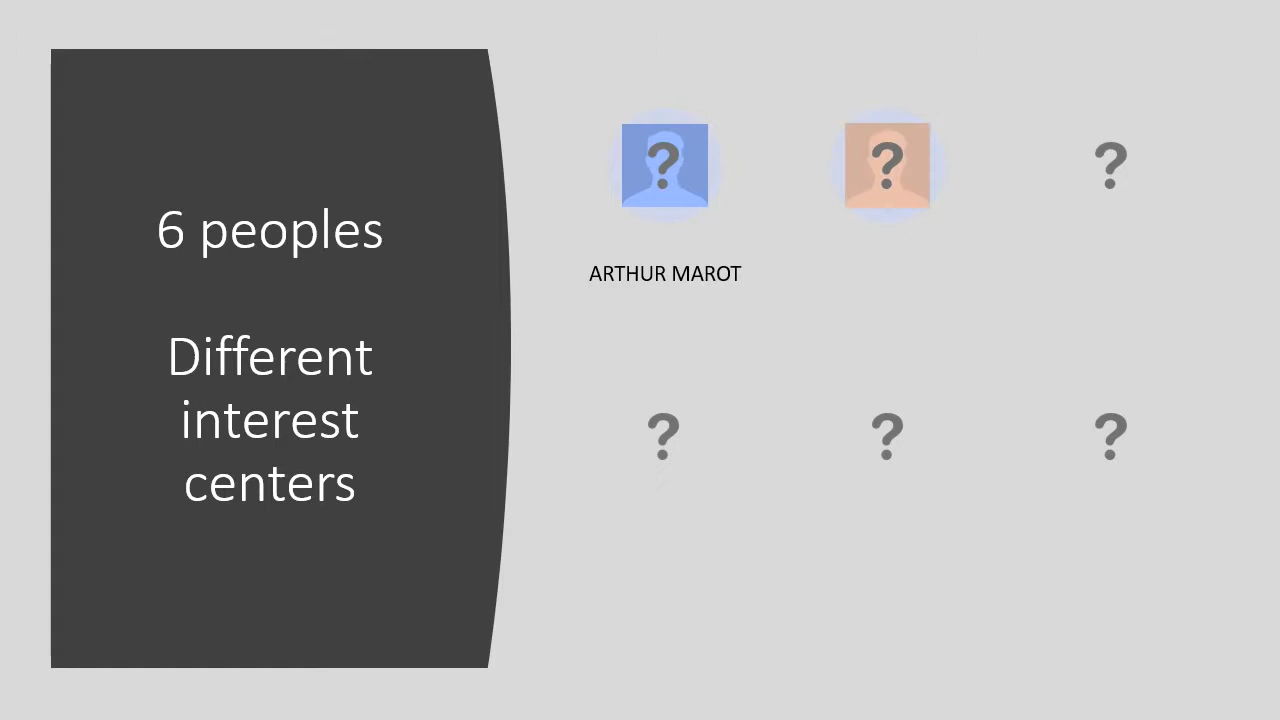 6 peoples
Different
interest
centers
? ? ?
ARTHUR MAROT
? ? ?